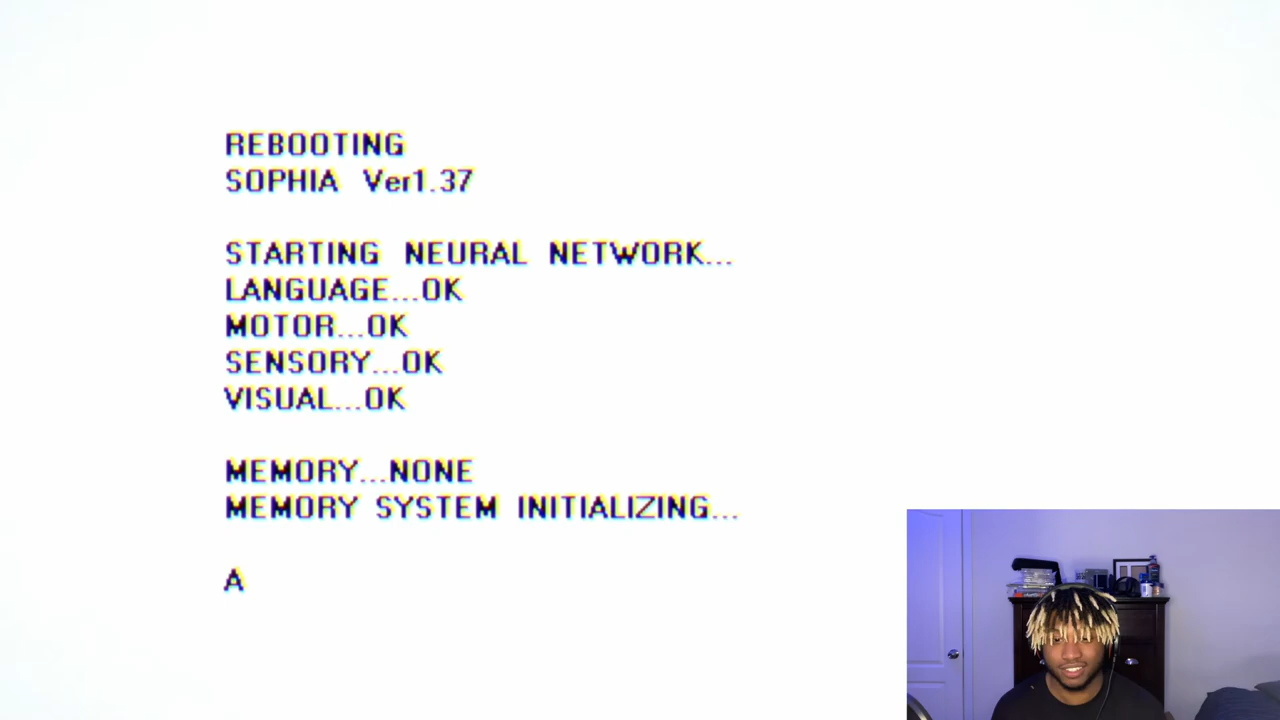 REBOOTING
SOPHIA Ver1.37
STARTING NEURAL NETWORK...
LANGUAGE...OK
MOTOR...OK
SENSORY...OK
VISUAL...OK
MEMORY...NONE
MEMORY SYSTEM INITIALIZING...
A